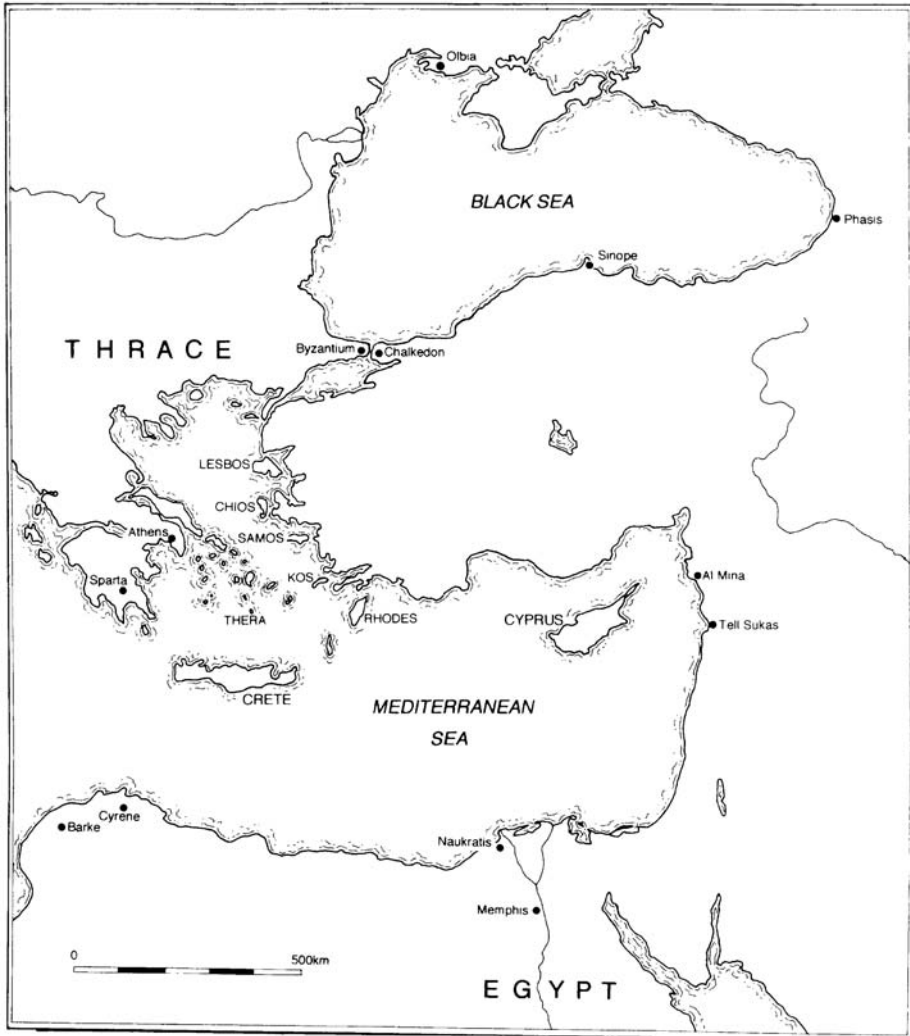 Olbia
BLACK SEA
Phasis
Sinope
THRACE
Byzantium
Chalkedon
LESBOS
CHIOS
Athens
SAMOS
Al Mina
Sparta
KOS
THERA
RHODES
CYPRUS
Tell Sukas
CRETE
MEDITERRANEAN
SEA
Cyrene
Barke
Naukratis
Memphis
0
500km
EGYPT